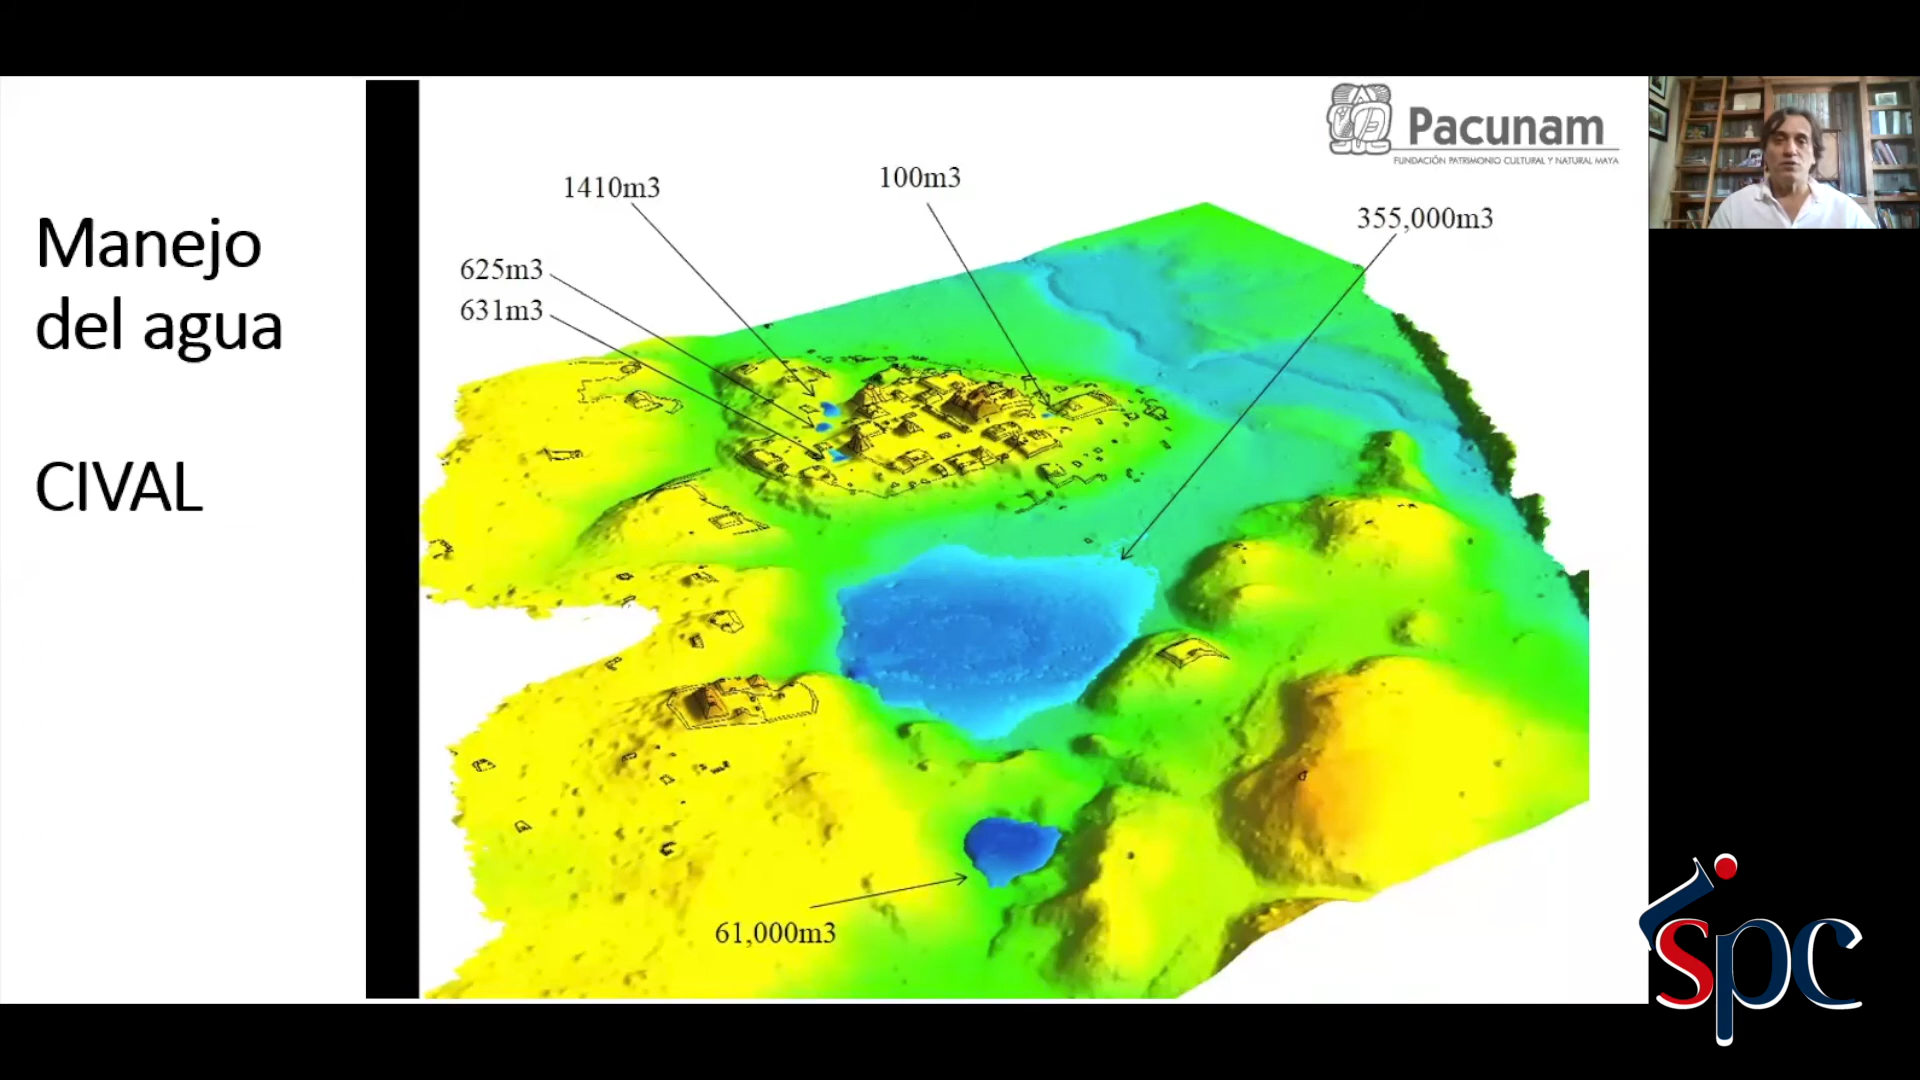 Manejo
del agua
CIVAL
Pacunam
FUNDACIÓN PATRIMONIO CULTURAL Y NATURAL MAYA
1410m3
100m3
355,000m3
625m3
631m3
61,000m3
spc